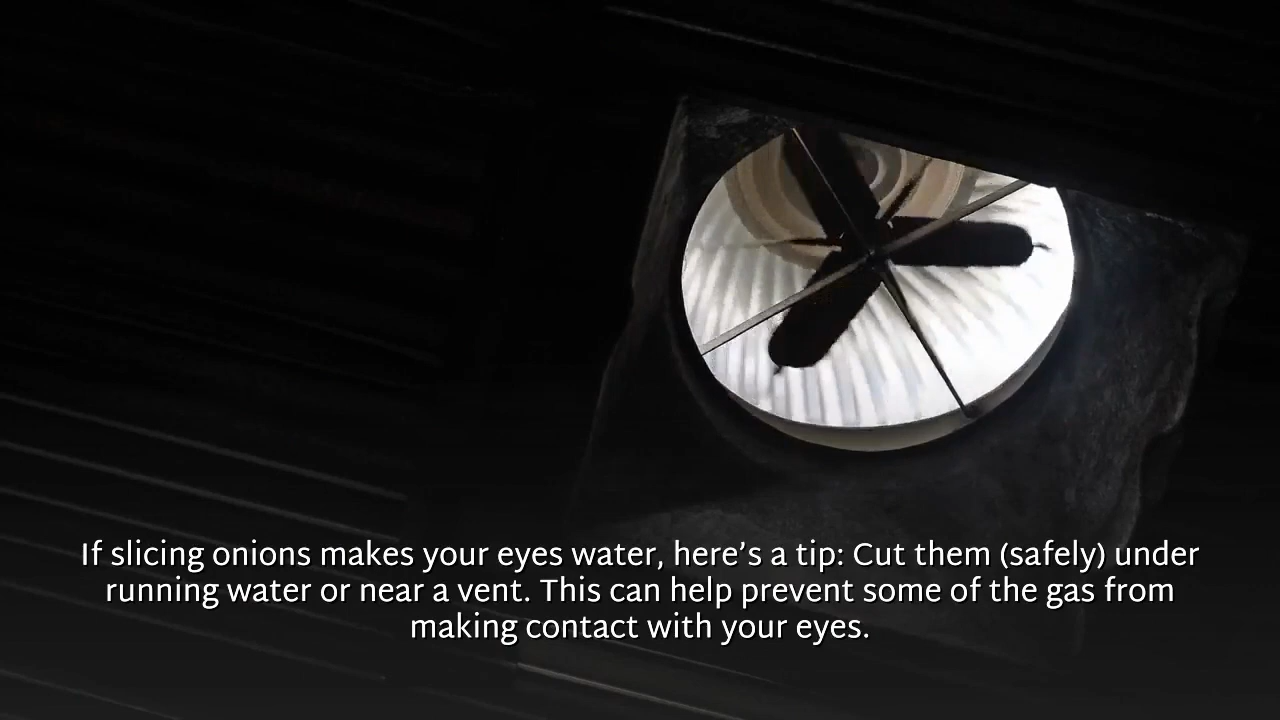 If slicing onions makes your eyes water, here’s a tip: Cut them (safely) under
running water or near a vent. This can help prevent some of the gas from
making contact with your eyes.